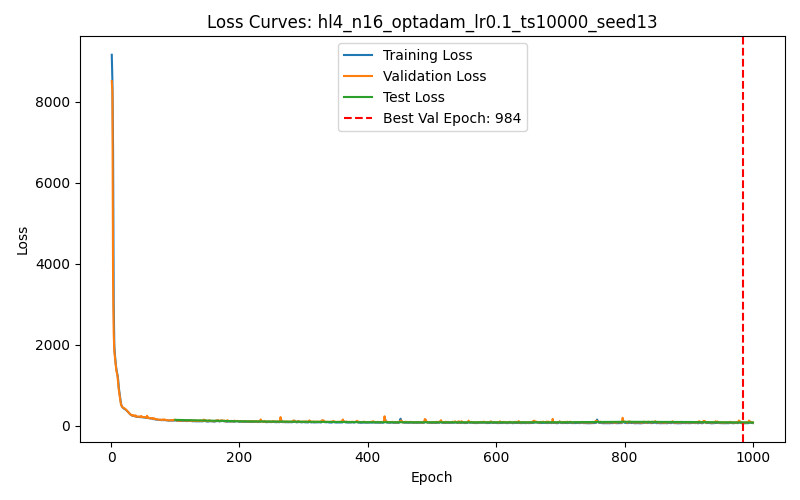 Loss Curves: hl4_n16_optadam_lr0.1_ts10000_seed13
Training Loss
Validation Loss
Test Loss
Best Val Epoch: 984
8000
6000
4000
2000
0
Loss
0 200 400 600 800 1000
Epoch